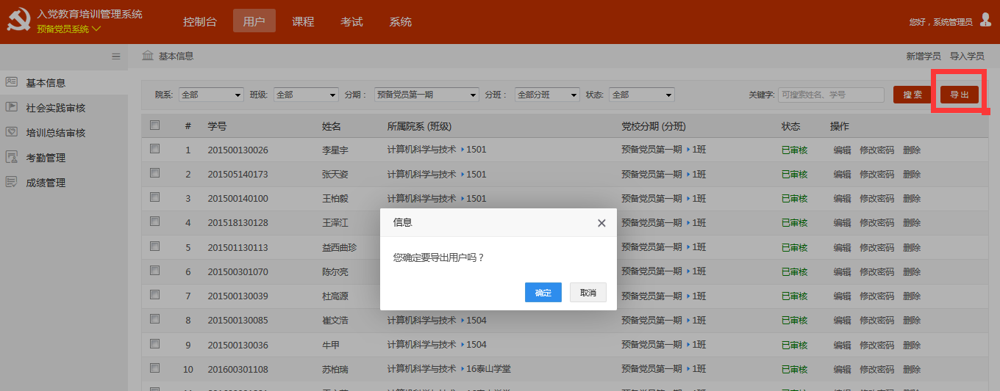 入党教育培训管理系统
预备党员系统
控制台 用户 课程 考试 系统
您好，系统管理员
基本信息
新增学员 导入学员
基本信息
社会实践审核
培训总结审核
考勤管理
成绩管理
院系: 全部 班级: 全部 分期： 预备党员第一期 分班： 全部分班 状态: 全部 关键字: 可搜索姓名、学号 搜 索 导 出
# 学号 姓名 所属院系 (班级) 党校分期 (分班) 状态 操作
1 201500130026 李星宇 计算机科学与技术 1501 预备党员第一期 1班 已审核 编辑 修改密码 删除
2 201505140173 张天姿 计算机科学与技术 1501 预备党员第一期 1班 已审核 编辑 修改密码 删除
3 201500140100 王柏毅 计算机科学与技术 1501 预备党员第一期 1班 已审核 编辑 修改密码 删除
4 201518130128 王泽江 预备党员第一期 1班 已审核 编辑 修改密码 删除
5 201501130113 益西曲珍 预备党员第一期 1班 已审核 编辑 修改密码 删除
6 201500301070 陈尔亮 预备党员第一期 1班 已审核 编辑 修改密码 删除
7 201500130039 杜高源 预备党员第一期 1班 已审核 编辑 修改密码 删除
8 201500130085 崔文浩 计算机科学与技术 1504 预备党员第一期 1班 已审核 编辑 修改密码 删除
9 201500130036 牛甲 计算机科学与技术 1504 预备党员第一期 1班 已审核 编辑 修改密码 删除
10 201600301108 苏柏瑞 计算机科学与技术 16泰山学堂 预备党员第一期 1班 已审核 编辑 修改密码 删除
信息
您确定要导出用户吗？
确定 取消